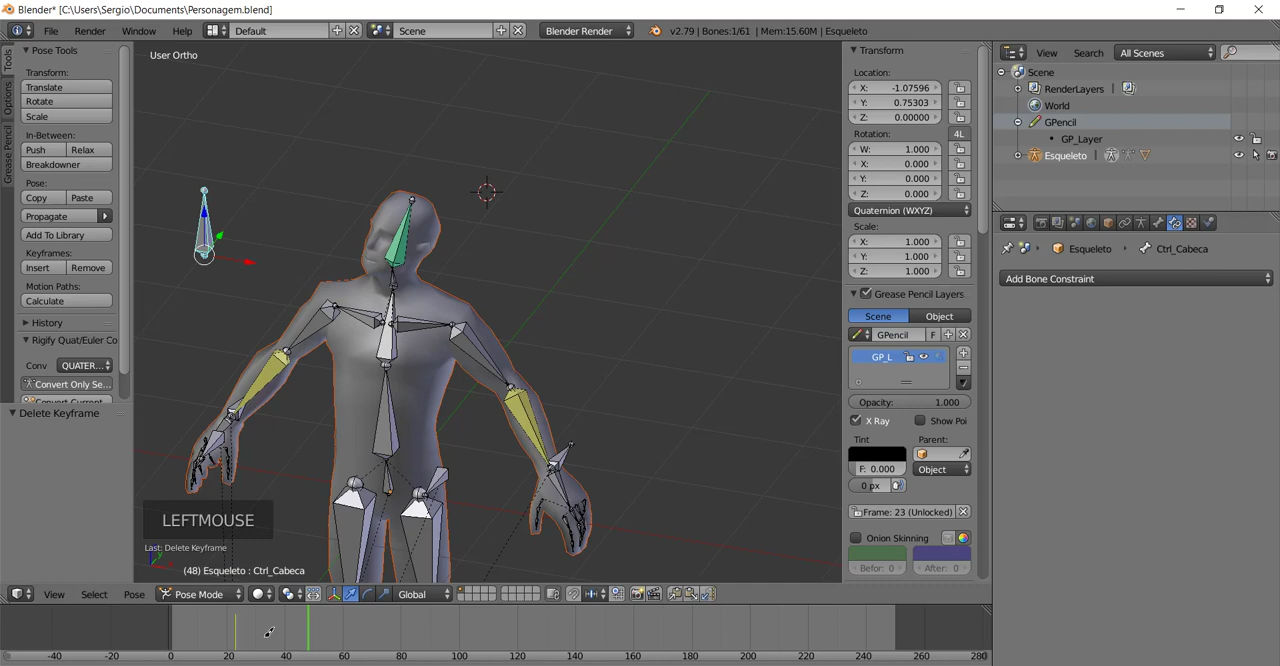 Blender* [C:\Users\Sergio\Documents\Personagem.blend]
File Render Window Help Default Scene Blender Render v2.79 | Bones:1/61 | Mem:15.60M | Esqueleto
Tools
Options
Grease Pencil
Pose Tools
Transform:
Translate
Rotate
Scale
In-Between:
Push Relax
Breakdowner
Pose:
Copy Paste
Propagate
Add To Library
Keyframes:
Insert Remove
Motion Paths:
Calculate
History
Rigify Quat/Euler Co
Conv QUATER...
Convert Only Se...
Convert Current
Delete Keyframe
User Ortho
LEFTMOUSE
Last: Delete Keyframe
(48) Esqueleto : Ctrl_Cabeca
View Select Pose Pose Mode Global
Transform
Location:
X: -1.07596
Y: 0.75303
Z: 0.00000
Rotation: 4L
W: 1.000
X: 0.000
Y: 0.000
Z: 0.000
Quaternion (WXYZ)
Scale:
X: 1.000
Y: 1.000
Z: 1.000
Grease Pencil Layers
Scene Object
GPencil F
GP_L
Opacity: 1.000
X Ray Show Poi
Tint Parent:
F: 0.000 Object
0 px
Frame: 23 (Unlocked)
Onion Skinning
Befor: 0 After: 0
View Search All Scenes
Scene
RenderLayers
World
GPencil
GP_Layer
Esqueleto
Esqueleto Ctrl_Cabeca
Add Bone Constraint
-40 -20 0 20 40 60 80 100 120 140 160 180 200 220 240 260 280